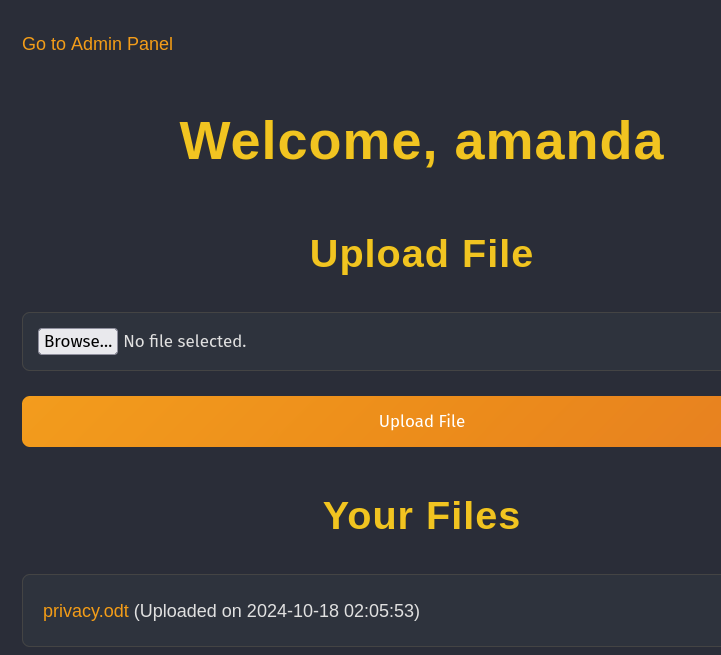 Go to Admin Panel
Welcome, amanda
Upload File
Browse... No file selected.
Upload File
Your Files
privacy.odt (Uploaded on 2024-10-18 02:05:53)